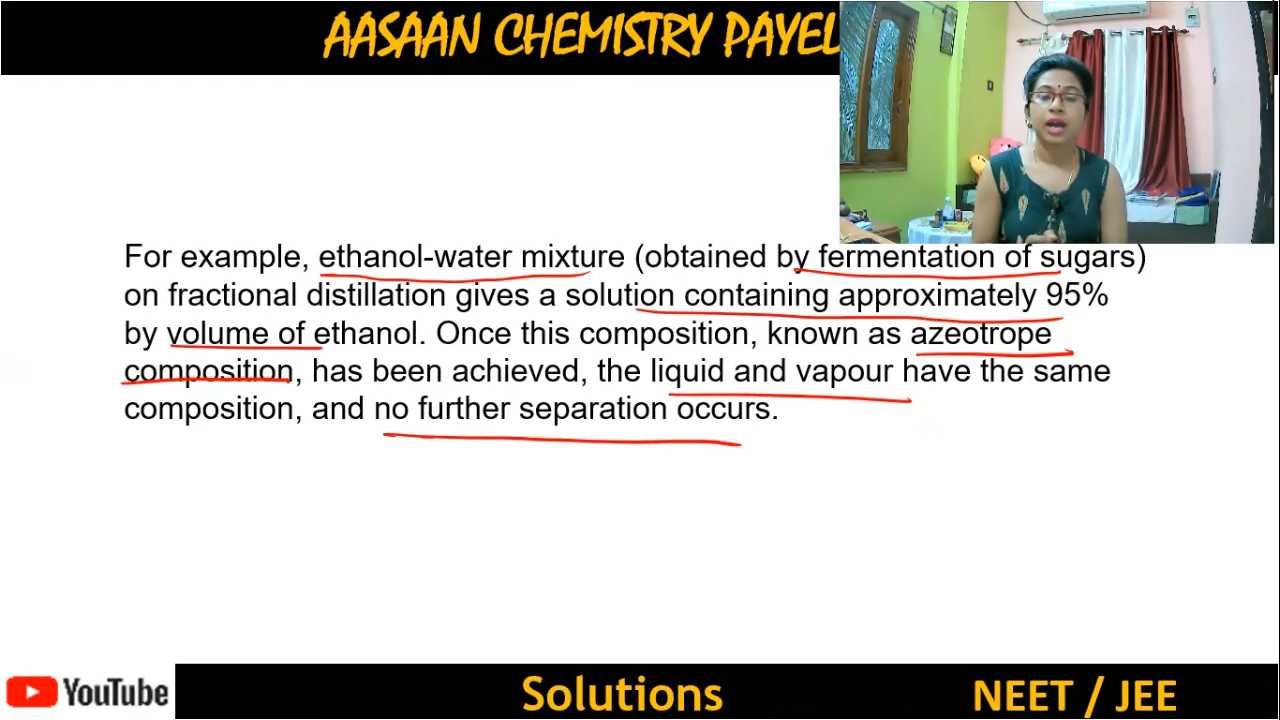 AASAAN CHEMISTRY PAYEL
For example, ethanol-water mixture (obtained by fermentation of sugars)
on fractional distillation gives a solution containing approximately 95%
by volume of ethanol. Once this composition, known as azeotrope
composition, has been achieved, the liquid and vapour have the same
composition, and no further separation occurs.
YouTube
Solutions
NEET / JEE